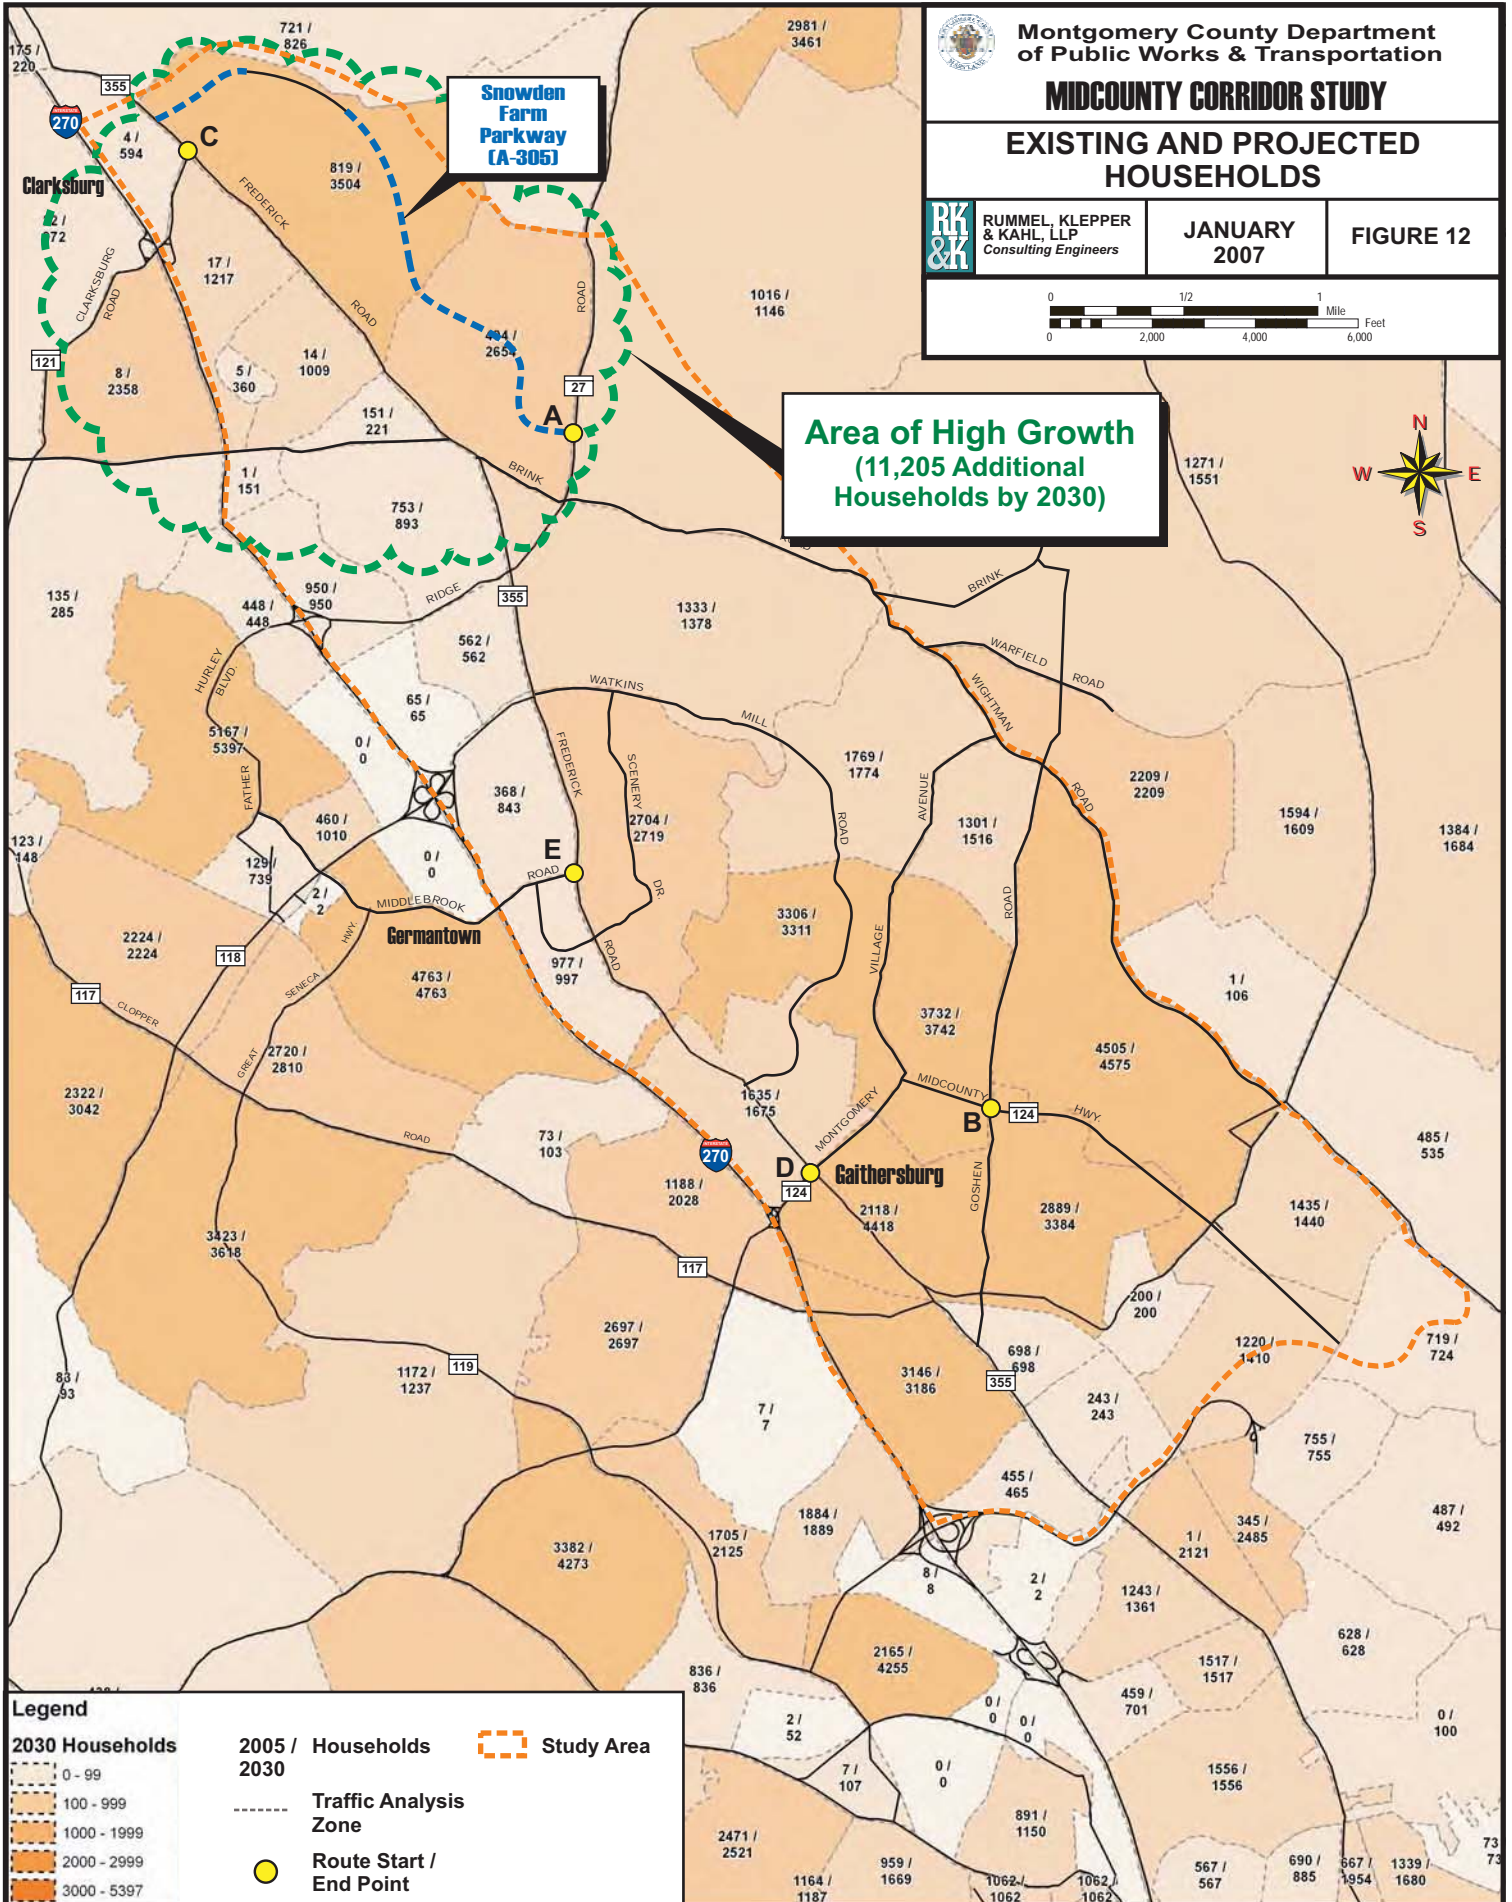 Montgomery County Department
of Public Works & Transportation
MIDCOUNTY CORRIDOR STUDY
EXISTING AND PROJECTED
HOUSEHOLDS
RK
&K
RUMMEL, KLEPPER
& KAHL, LLP
Consulting Engineers
JANUARY
2007
FIGURE 12
0 1/2 1
Mile
Feet
0 2,000 4,000 6,000
N
W E
S
Snowden
Farm
Parkway
(A-305)
Area of High Growth
(11,205 Additional
Households by 2030)
175 /
220
721 /
826
2981 /
3461
355
INTERSTATE
270
4 /
594
C
819 /
3504
Clarksburg
FREDERICK
ROAD
CLARKSBURG
ROAD
17 /
1217
121
8 /
2358
5 /
360
14 /
1009
151 /
221
2654
ROAD
27
A
1016 /
1146
1271 /
1551
1 /
151
753 /
893
BRINK
135 /
285
448 /
448
950 /
950
RIDGE
355
562 /
562
1333 /
1378
BRINK
WARFIELD
ROAD
WIGHTMAN
ROAD
HURLEY
BLVD.
FATHER
65 /
65
0 /
0
5167 /
5397
WATKINS
MILL
ROAD
FREDERICK
ROAD
SCENERY
DR.
1769 /
1774
AVENUE
VILLAGE
MONTGOMERY
2209 /
2209
1594 /
1609
1384 /
1684
368 /
843
2704 /
2719
1301 /
1516
123 /
148
460 /
1010
129 /
739
0 /
0
2 /
2
E
ROAD
MIDDLEBROOK
Germantown
3306 /
3311
ROAD
2224 /
2224
118
HWY.
SENECA
GREAT
4763 /
4763
977 /
997
117
CLOPPER
ROAD
1 /
106
3732 /
3742
4505 /
4575
2720 /
2810
2322 /
3042
1635 /
1675
MIDCOUNTY
HWY.
B
124
73 /
103
INTERSTATE
270
D
124
Gaithersburg
485 /
535
1188 /
2028
2118 /
4418
GOSHEN
2889 /
3384
1435 /
1440
3423 /
3618
117
200 /
200
2697 /
2697
83 /
93
1172 /
1237
119
3146 /
3186
698 /
698
355
1220 /
1410
719 /
724
243 /
243
7 /
7
755 /
755
455 /
465
1884 /
1889
1705 /
2125
345 /
2485
1 /
2121
487 /
492
3382 /
4273
8 /
8
2 /
2
1243 /
1361
2165 /
4255
628 /
628
836 /
836
1517 /
1517
459 /
701
0 /
0
0 /
0
2 /
52
0 /
100
7 /
107
0 /
0
1556 /
1556
891 /
1150
2471 /
2521
959 /
1669
1164 /
1187
1062 /
1062
1062 /
1062
567 /
567
690 /
885
667 /
954
1339 /
1680
73
73
Legend
2030 Households
0 - 99
100 - 999
1000 - 1999
2000 - 2999
3000 - 5397
2005 / Households
2030
Traffic Analysis
Zone
Route Start /
End Point
Study Area